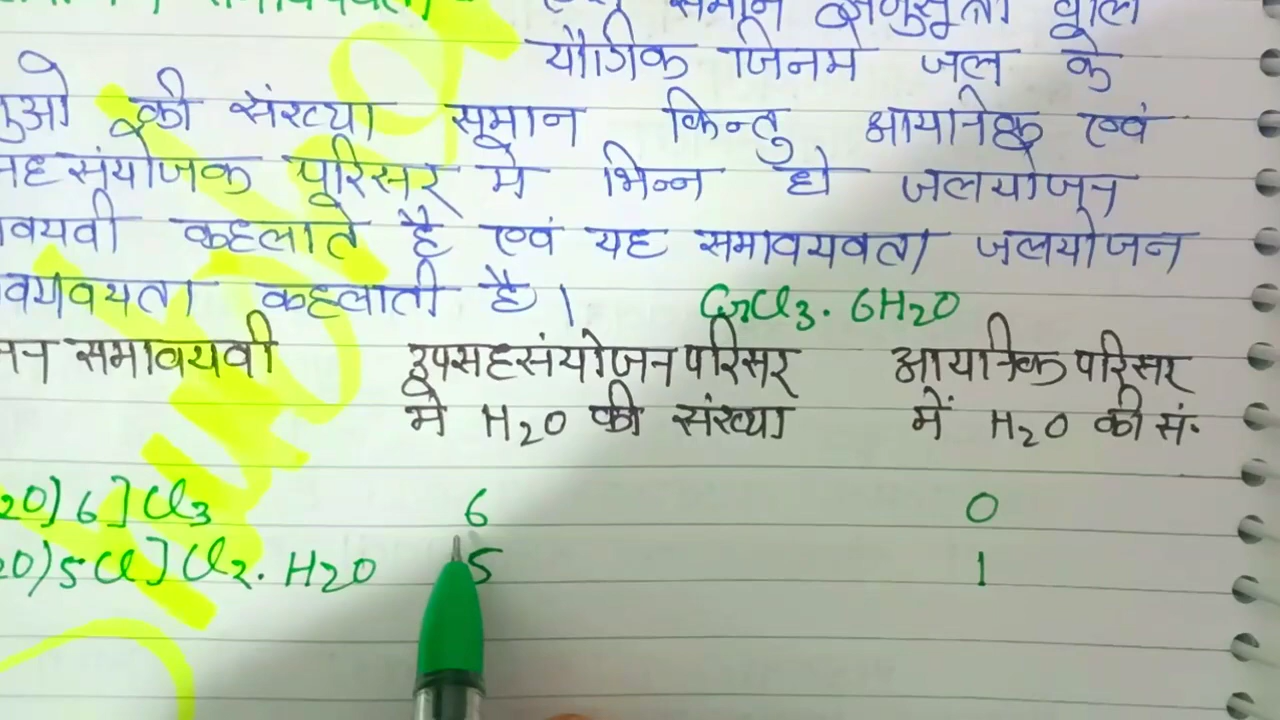 समान अणुसूत्रों वाले
यौगिक जिनमे जल के
की संख्या समान किन्तु आयनिक एवं
परिसर मे भिन्न हो जलयोजन
कहलाते है एवं यह समावयवता जलयोजन
कहलाती है।
CrCl3. 6H2O
समावयवी उपसहसंयोजन परिसर आयनिक परिसर
मे H2O की संख्या में H2O की सं.
2O)6]Cl3 6 0
2O)5Cl]Cl2. H2O 5 1